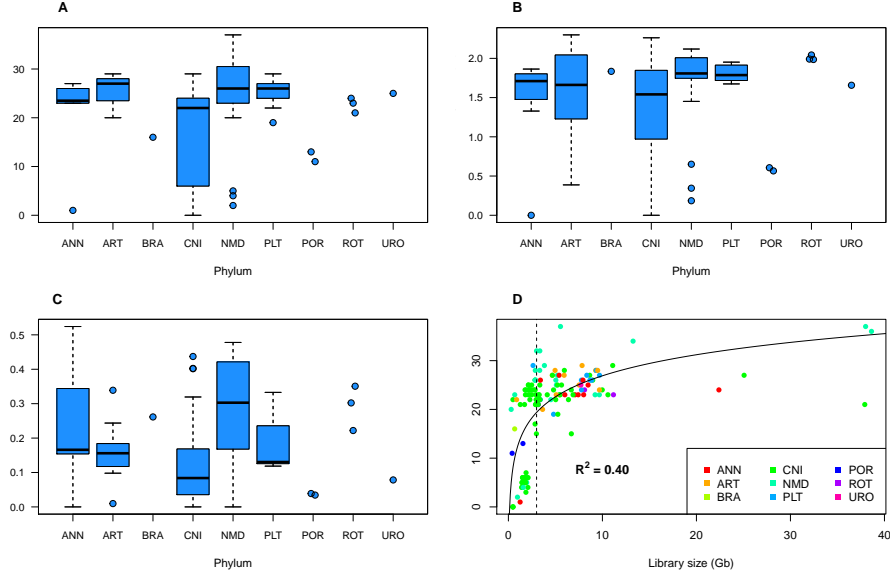 A
30
20
10
0
ANN ART BRA CNI NMD PLT POR ROT URO
Phylum
B
2.0
1.5
1.0
0.5
0.0
ANN ART BRA CNI NMD PLT POR ROT URO
Phylum
C
0.5
0.4
0.3
0.2
0.1
0.0
ANN ART BRA CNI NMD PLT POR ROT URO
Phylum
D
30
20
10
0
R² = 0.40
ANN CNI POR
ART NMD ROT
BRA PLT URO
0 10 20 30 40
Library size (Gb)